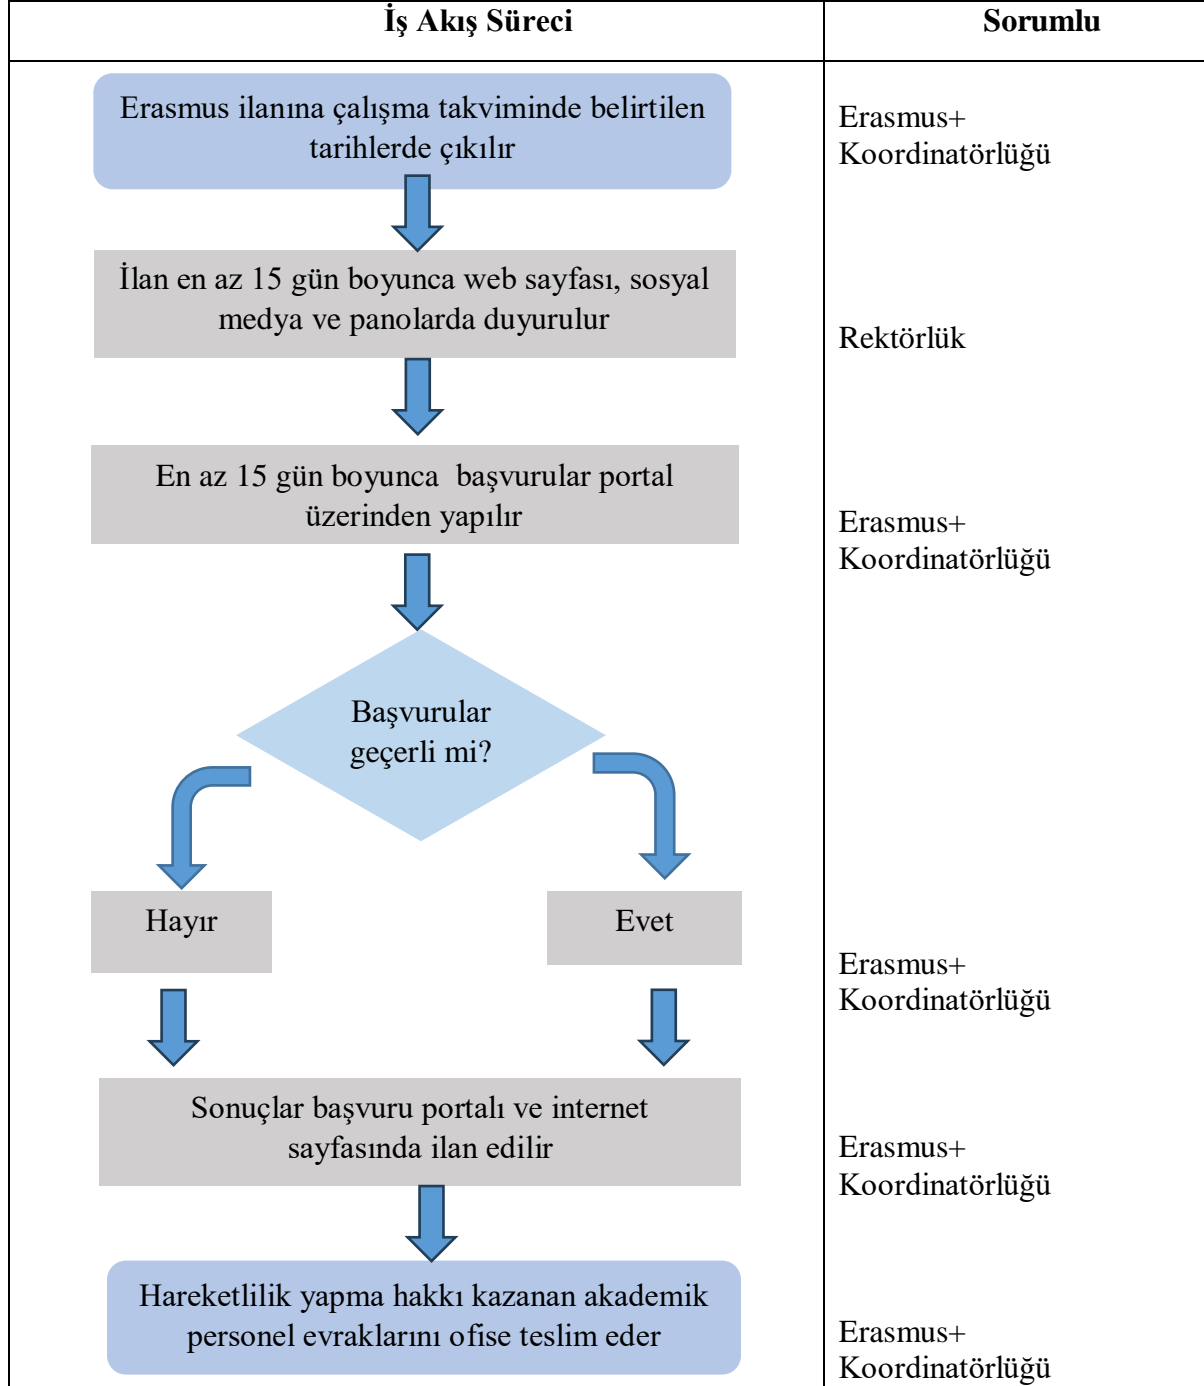 İş Akış Süreci
Sorumlu
Erasmus ilanına çalışma takviminde belirtilen
tarihlerde çıkılır
Erasmus+
Koordinatörlüğü
İlan en az 15 gün boyunca web sayfası, sosyal
medya ve panolarda duyurulur
Rektörlük
En az 15 gün boyunca  başvurular portal
üzerinden yapılır
Erasmus+
Koordinatörlüğü
Başvurular
geçerli mi?
Hayır
Evet
Erasmus+
Koordinatörlüğü
Sonuçlar başvuru portalı ve internet
sayfasında ilan edilir
Erasmus+
Koordinatörlüğü
Hareketlilik yapma hakkı kazanan akademik
personel evraklarını ofise teslim eder
Erasmus+
Koordinatörlüğü